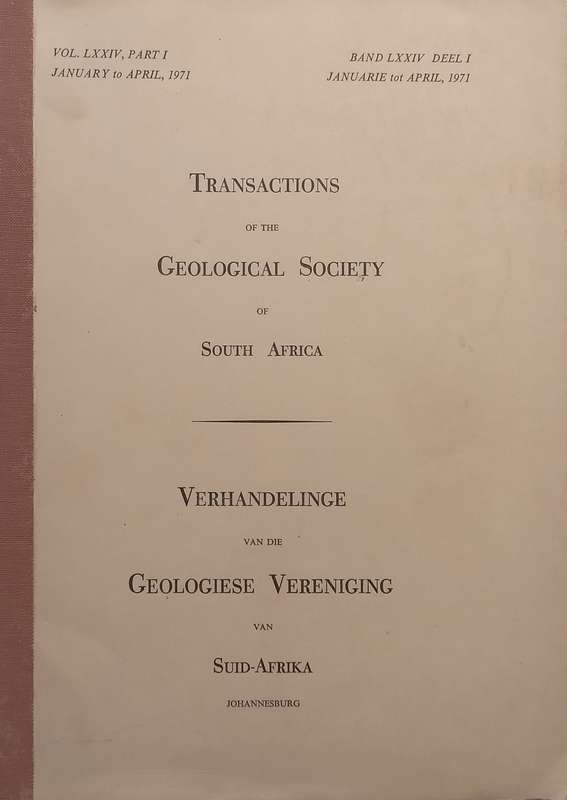 VOL. LXXIV, PART I
JANUARY to APRIL, 1971
BAND LXXIV DEEL I
JANUARIE tot APRIL, 1971
TRANSACTIONS
OF THE
GEOLOGICAL SOCIETY
OF
SOUTH AFRICA
VERHANDELINGE
VAN DIE
GEOLOGIESE VERENIGING
VAN
SUID-AFRIKA
JOHANNESBURG